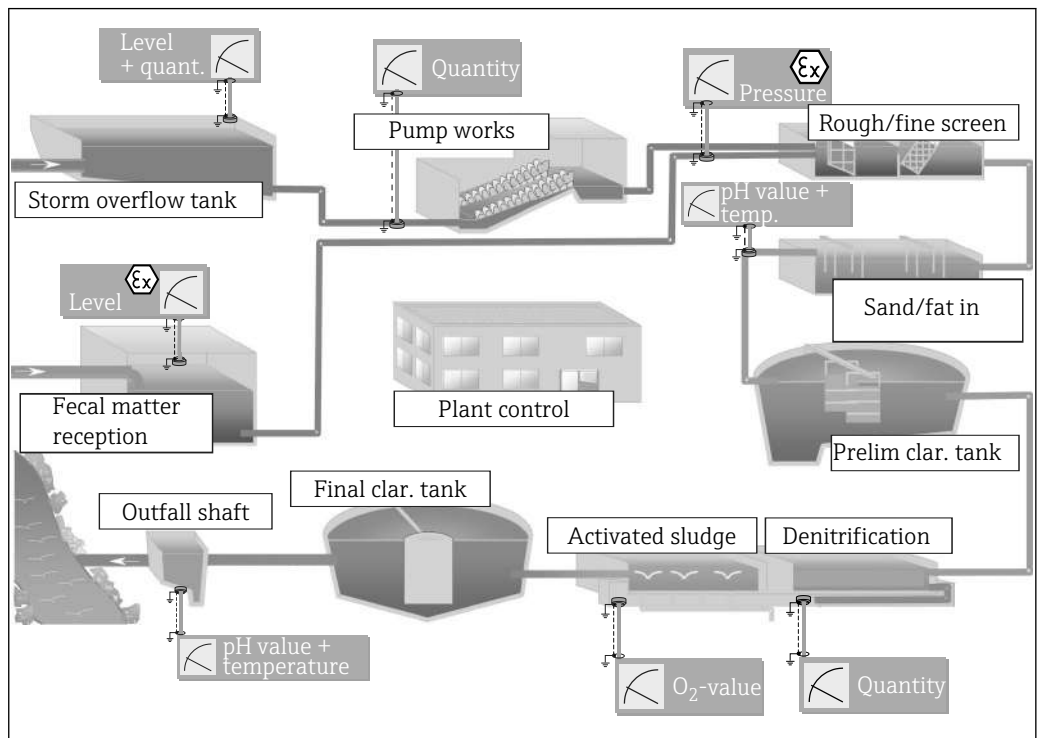 Level
+ quant.
Quantity
Ex
Pressure
Pump works
Rough/fine screen
Storm overflow tank
pH value +
temp.
Ex
Level
Sand/fat in
Fecal matter
reception
Plant control
Prelim clar. tank
Final clar. tank
Outfall shaft
Activated sludge
Denitrification
pH value +
temperature
O₂-value
Quantity